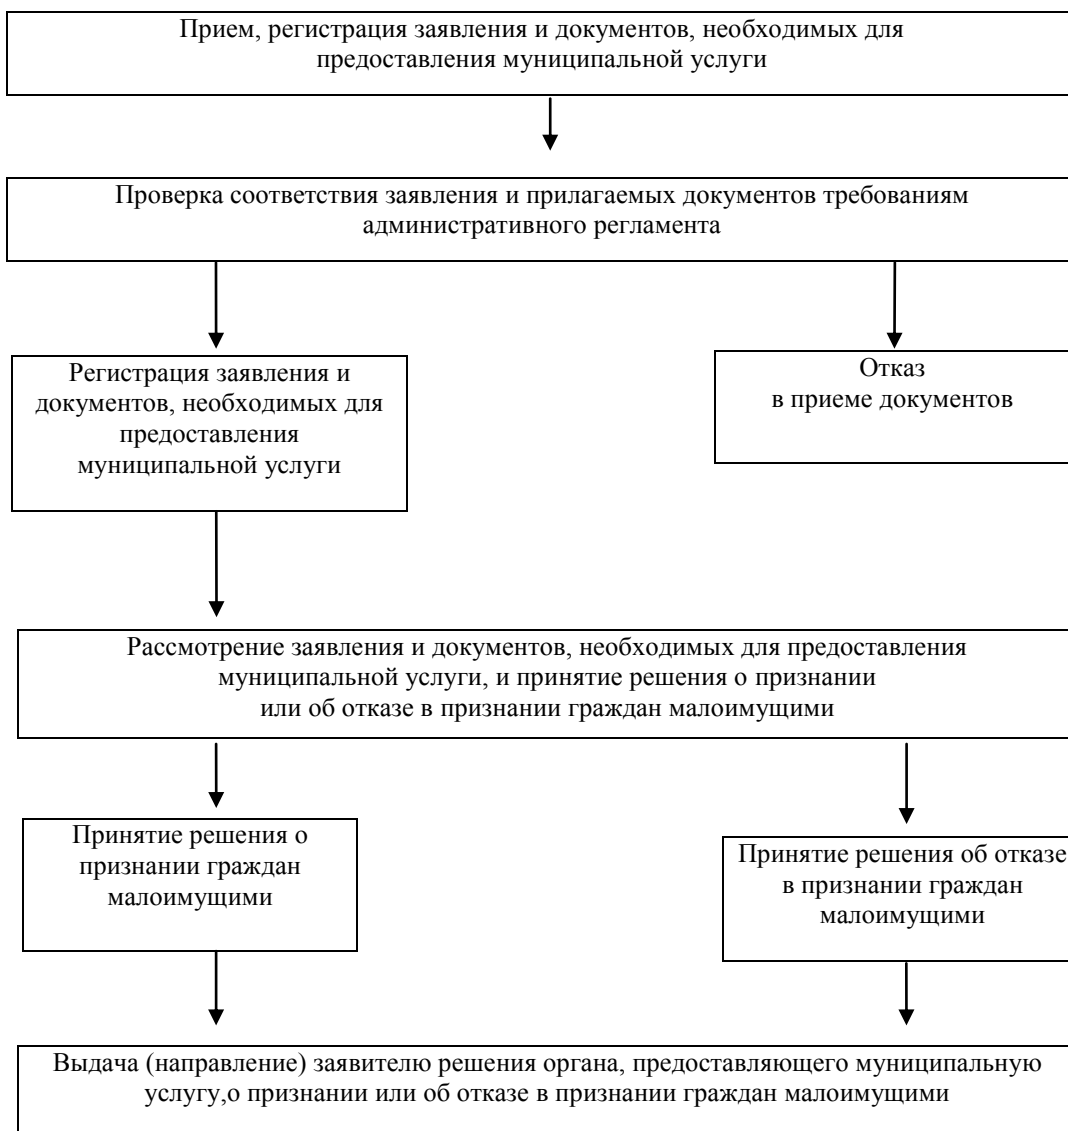 Прием, регистрация заявления и документов, необходимых для
предоставления муниципальной услуги
Проверка соответствия заявления и прилагаемых документов требованиям
административного регламента
Регистрация заявления и
документов, необходимых для
предоставления
муниципальной услуги
Отказ
в приеме документов
Рассмотрение заявления и документов, необходимых для предоставления
муниципальной услуги, и принятие решения о признании
или об отказе в признании граждан малоимущими
Принятие решения о
признании граждан
малоимущими
Принятие решения об отказе
в признании граждан
малоимущими
Выдача (направление) заявителю решения органа, предоставляющего муниципальную
услугу,о признании или об отказе в признании граждан малоимущими